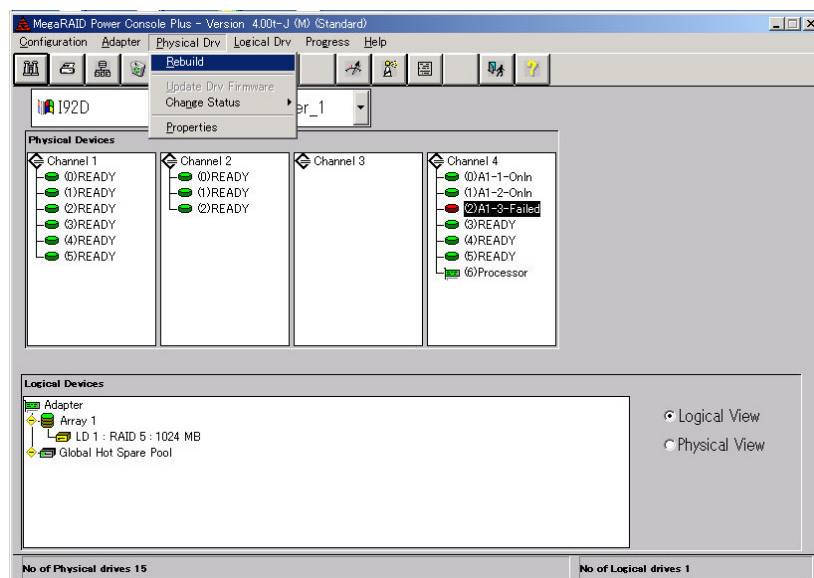 MegaRAID Power Console Plus - Version 4.00t-J (M) (Standard)
Configuration Adapter Physical Drv Logical Drv Progress Help
Rebuild
Update Drv Firmware
Change Status
Properties
I92D
er_1
Physical Devices
Channel 1
(0)READY
(1)READY
(2)READY
(3)READY
(4)READY
(5)READY
Channel 2
(0)READY
(1)READY
(2)READY
Channel 3
Channel 4
(0)A1-1-Onln
(1)A1-2-Onln
(2)A1-3-Failed
(3)READY
(4)READY
(5)READY
(6)Processor
Logical Devices
Adapter
Array 1
LD 1 : RAID 5 : 1024 MB
Global Hot Spare Pool
Logical View
Physical View
No of Physical drives 15
No of Logical drives 1